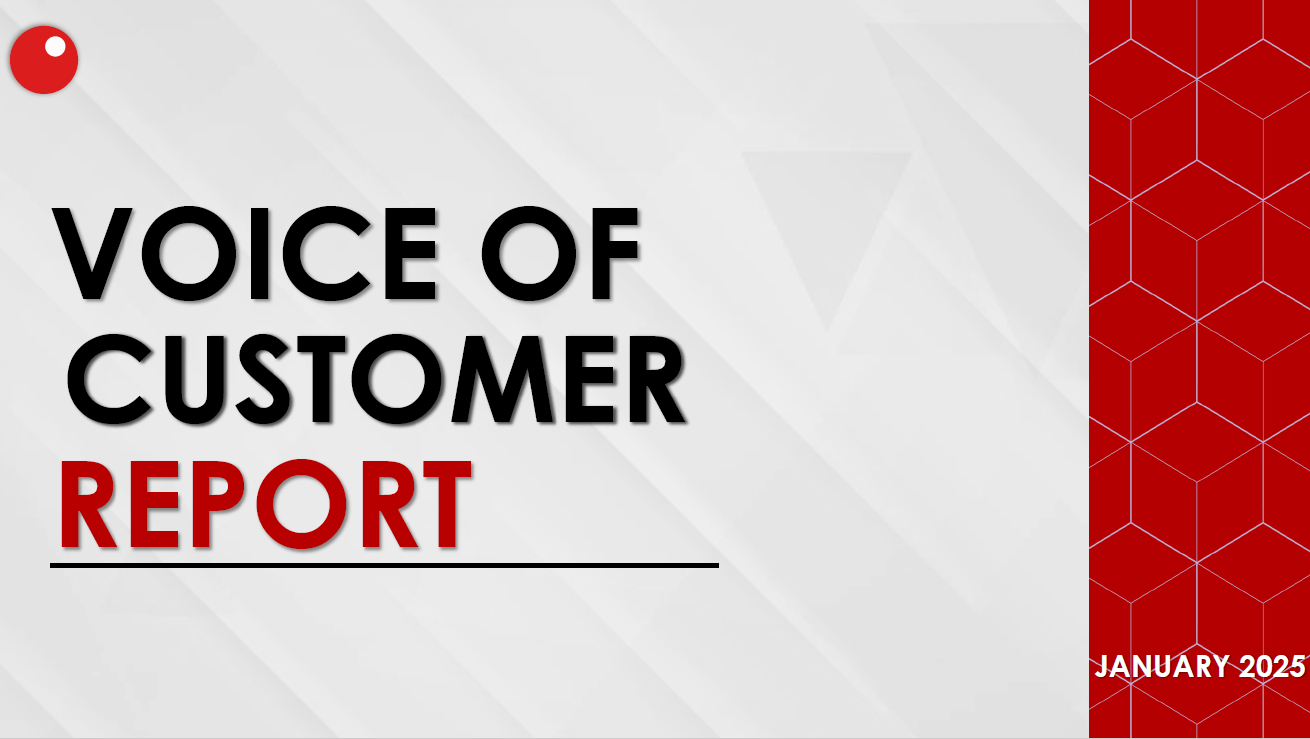 VOICE OF
CUSTOMER
REPORT
JANUARY 2025